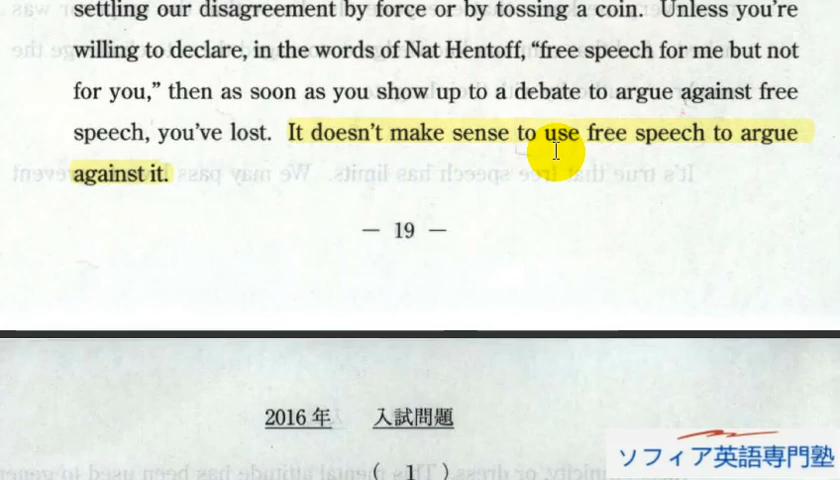 settling our disagreement by force or by tossing a coin. Unless you're
willing to declare, in the words of Nat Hentoff, “free speech for me but not
for you,” then as soon as you show up to a debate to argue against free
speech, you've lost. It doesn't make sense to use free speech to argue
against it.
— 19 —
2016年 入試問題
( 1 )
ソフィア英語専門塾